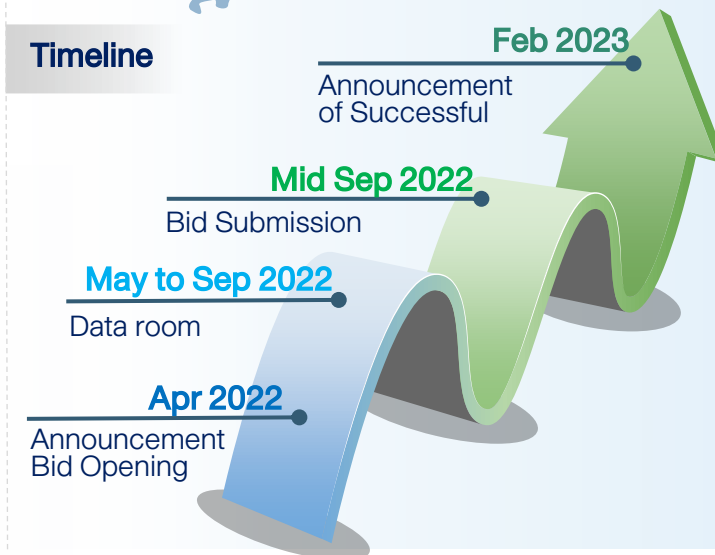 Timeline
Feb 2023
Announcement
of Successful
Mid Sep 2022
Bid Submission
May to Sep 2022
Data room
Apr 2022
Announcement
Bid Opening